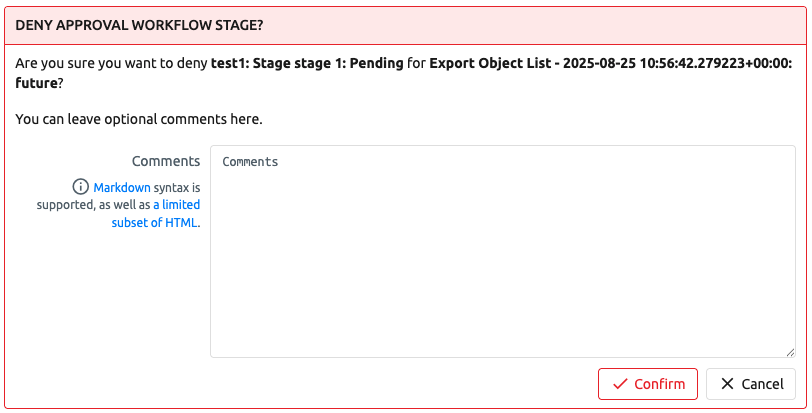 DENY APPROVAL WORKFLOW STAGE?
Are you sure you want to deny test1: Stage stage 1: Pending for Export Object List - 2025-08-25 10:56:42.279223+00:00:
future?
You can leave optional comments here.
Comments
Comments
Markdown syntax is
supported, as well as a limited
subset of HTML.
Confirm
Cancel